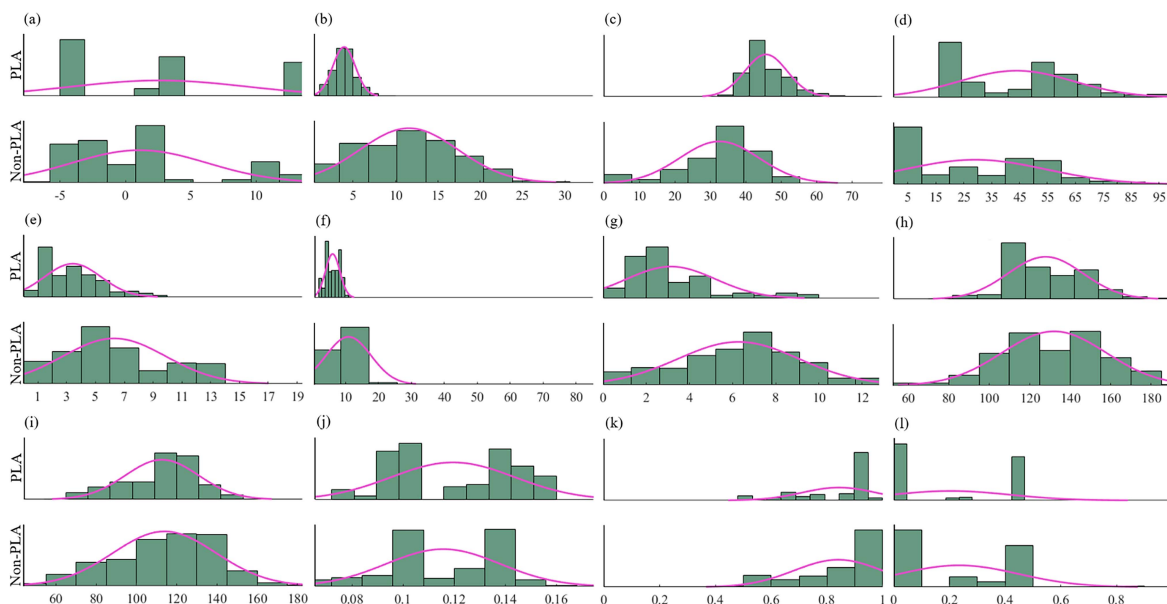 (a) (b) (c) (d)
PLA
Non-PLA
-5 0 5 10 0 10 15 20 25 30 0 10 20 30 40 50 60 70 5 15 25 35 45 55 65 75 85 95
(e) (f) (g) (h)
PLA
Non-PLA
1 3 5 7 9 11 13 15 17 19 10 20 30 40 50 60 70 80 0 2 4 6 8 10 12 60 80 100 120 140 160 180
(i) (j) (k) (l)
PLA
Non-PLA
60 80 100 120 140 160 180 0.08 0.1 0.12 0.14 0.16 0 0.2 0.4 0.6 0.8 1 0 0.2 0.4 0.6 0.8 1